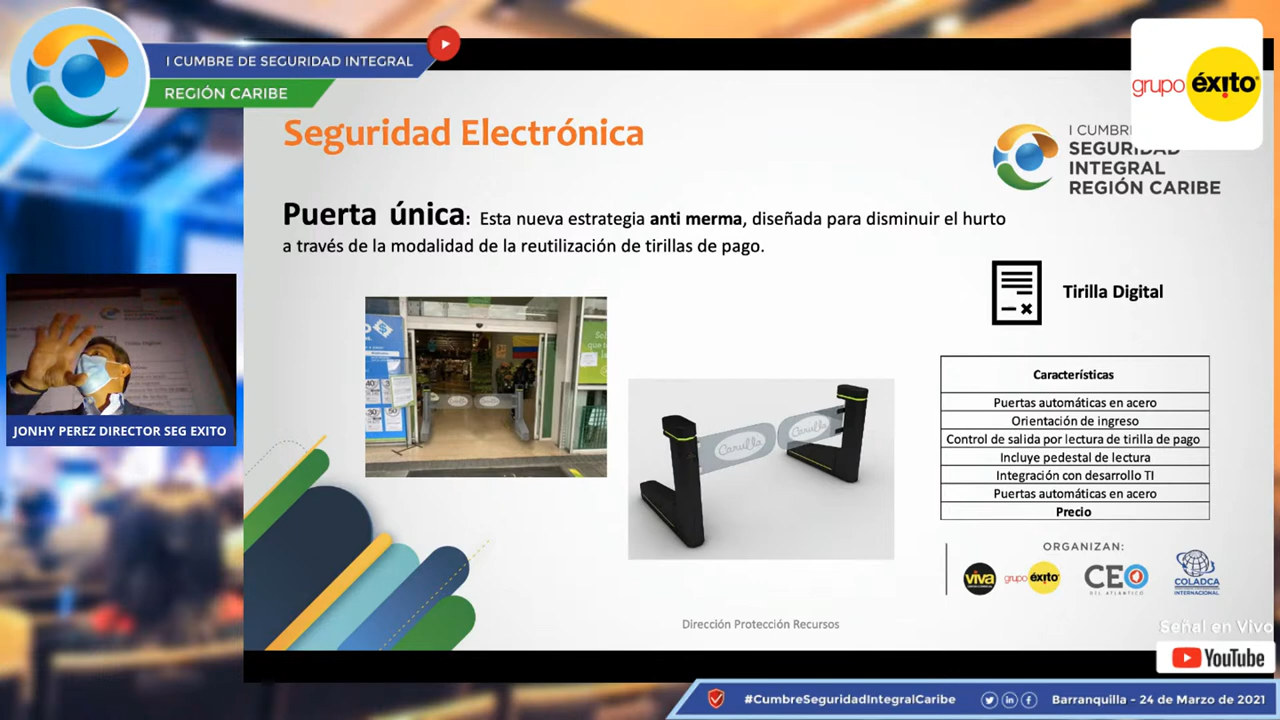 I CUMBRE DE SEGURIDAD INTEGRAL
REGIÓN CARIBE
grupo éxito
Seguridad Electrónica
I CUMBRE
SEGURIDAD
INTEGRAL
REGIÓN CARIBE
Puerta única: Esta nueva estrategia anti merma, diseñada para disminuir el hurto
a través de la modalidad de la reutilización de tirillas de pago.
Tirilla Digital
Carulla
Carulla
Características
Puertas automáticas en acero
Orientación de ingreso
Control de salida por lectura de tirilla de pago
Incluye pedestal de lectura
Integración con desarrollo TI
Puertas automáticas en acero
Precio
JONHY PEREZ DIRECTOR SEG EXITO
ORGANIZAN:
viva
grupo éxito
CEO
DEL ATLÁNTICO
COLADCA
INTERNACIONAL
Dirección Protección Recursos
Señal en Vivo
YouTube
#CumbreSeguridadIntegralCaribe
Barranquilla - 24 de Marzo de 2021